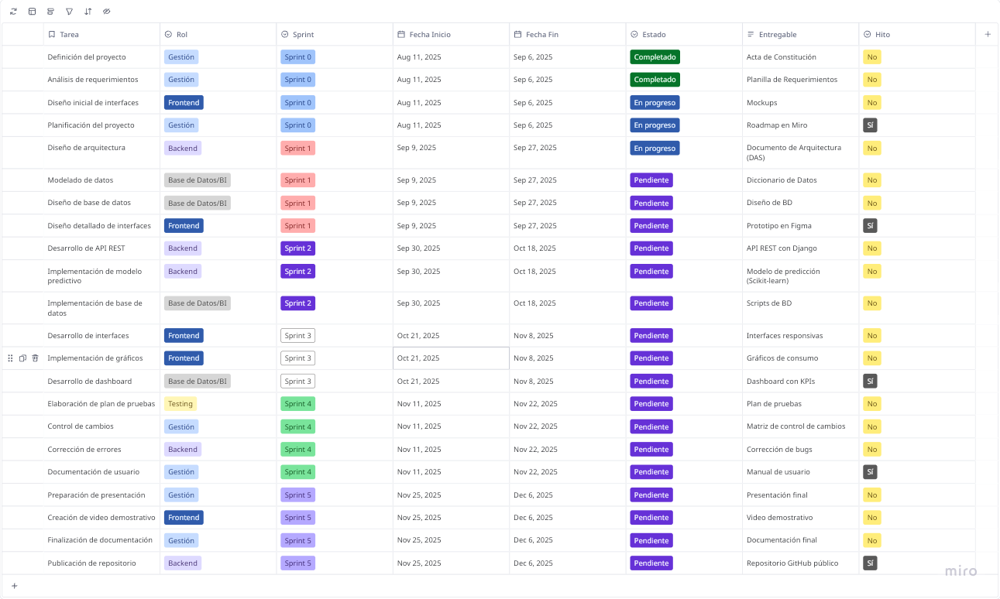 Tarea Rol Sprint Fecha Inicio Fecha Fin Estado Entregable Hito
Definición del proyecto Gestión Sprint 0 Aug 11, 2025 Sep 6, 2025 Completado Acta de Constitución No
Análisis de requerimientos Gestión Sprint 0 Aug 11, 2025 Sep 6, 2025 Completado Planilla de Requerimientos No
Diseño inicial de interfaces Frontend Sprint 0 Aug 11, 2025 Sep 6, 2025 En progreso Mockups No
Planificación del proyecto Gestión Sprint 0 Aug 11, 2025 Sep 6, 2025 En progreso Roadmap en Miro Sí
Diseño de arquitectura Backend Sprint 1 Sep 9, 2025 Sep 27, 2025 En progreso Documento de Arquitectura No
(DAS)
Modelado de datos Base de Datos/BI Sprint 1 Sep 9, 2025 Sep 27, 2025 Pendiente Diccionario de Datos No
Diseño de base de datos Base de Datos/BI Sprint 1 Sep 9, 2025 Sep 27, 2025 Pendiente Diseño de BD No
Diseño detallado de interfaces Frontend Sprint 1 Sep 9, 2025 Sep 27, 2025 Pendiente Prototipo en Figma Sí
Desarrollo de API REST Backend Sprint 2 Sep 30, 2025 Oct 18, 2025 Pendiente API REST con Django No
Implementación de modelo Backend Sprint 2 Sep 30, 2025 Oct 18, 2025 Pendiente Modelo de predicción No
predictivo (Scikit-learn)
Implementación de base de Base de Datos/BI Sprint 2 Sep 30, 2025 Oct 18, 2025 Pendiente Scripts de BD No
datos
Desarrollo de interfaces Frontend Sprint 3 Oct 21, 2025 Nov 8, 2025 Pendiente Interfaces responsivas No
Implementación de gráficos Frontend Sprint 3 Oct 21, 2025 Nov 8, 2025 Pendiente Gráficos de consumo No
Desarrollo de dashboard Base de Datos/BI Sprint 3 Oct 21, 2025 Nov 8, 2025 Pendiente Dashboard con KPIs Sí
Elaboración de plan de pruebas Testing Sprint 4 Nov 11, 2025 Nov 22, 2025 Pendiente Plan de pruebas No
Control de cambios Gestión Sprint 4 Nov 11, 2025 Nov 22, 2025 Pendiente Matriz de control de cambios No
Corrección de errores Backend Sprint 4 Nov 11, 2025 Nov 22, 2025 Pendiente Corrección de bugs No
Documentación de usuario Gestión Sprint 4 Nov 11, 2025 Nov 22, 2025 Pendiente Manual de usuario Sí
Preparación de presentación Gestión Sprint 5 Nov 25, 2025 Dec 6, 2025 Pendiente Presentación final No
Creación de video demostrativo Frontend Sprint 5 Nov 25, 2025 Dec 6, 2025 Pendiente Video demostrativo No
Finalización de documentación Gestión Sprint 5 Nov 25, 2025 Dec 6, 2025 Pendiente Documentación final No
Publicación de repositorio Backend Sprint 5 Nov 25, 2025 Dec 6, 2025 Pendiente Repositorio GitHub público Sí
miro